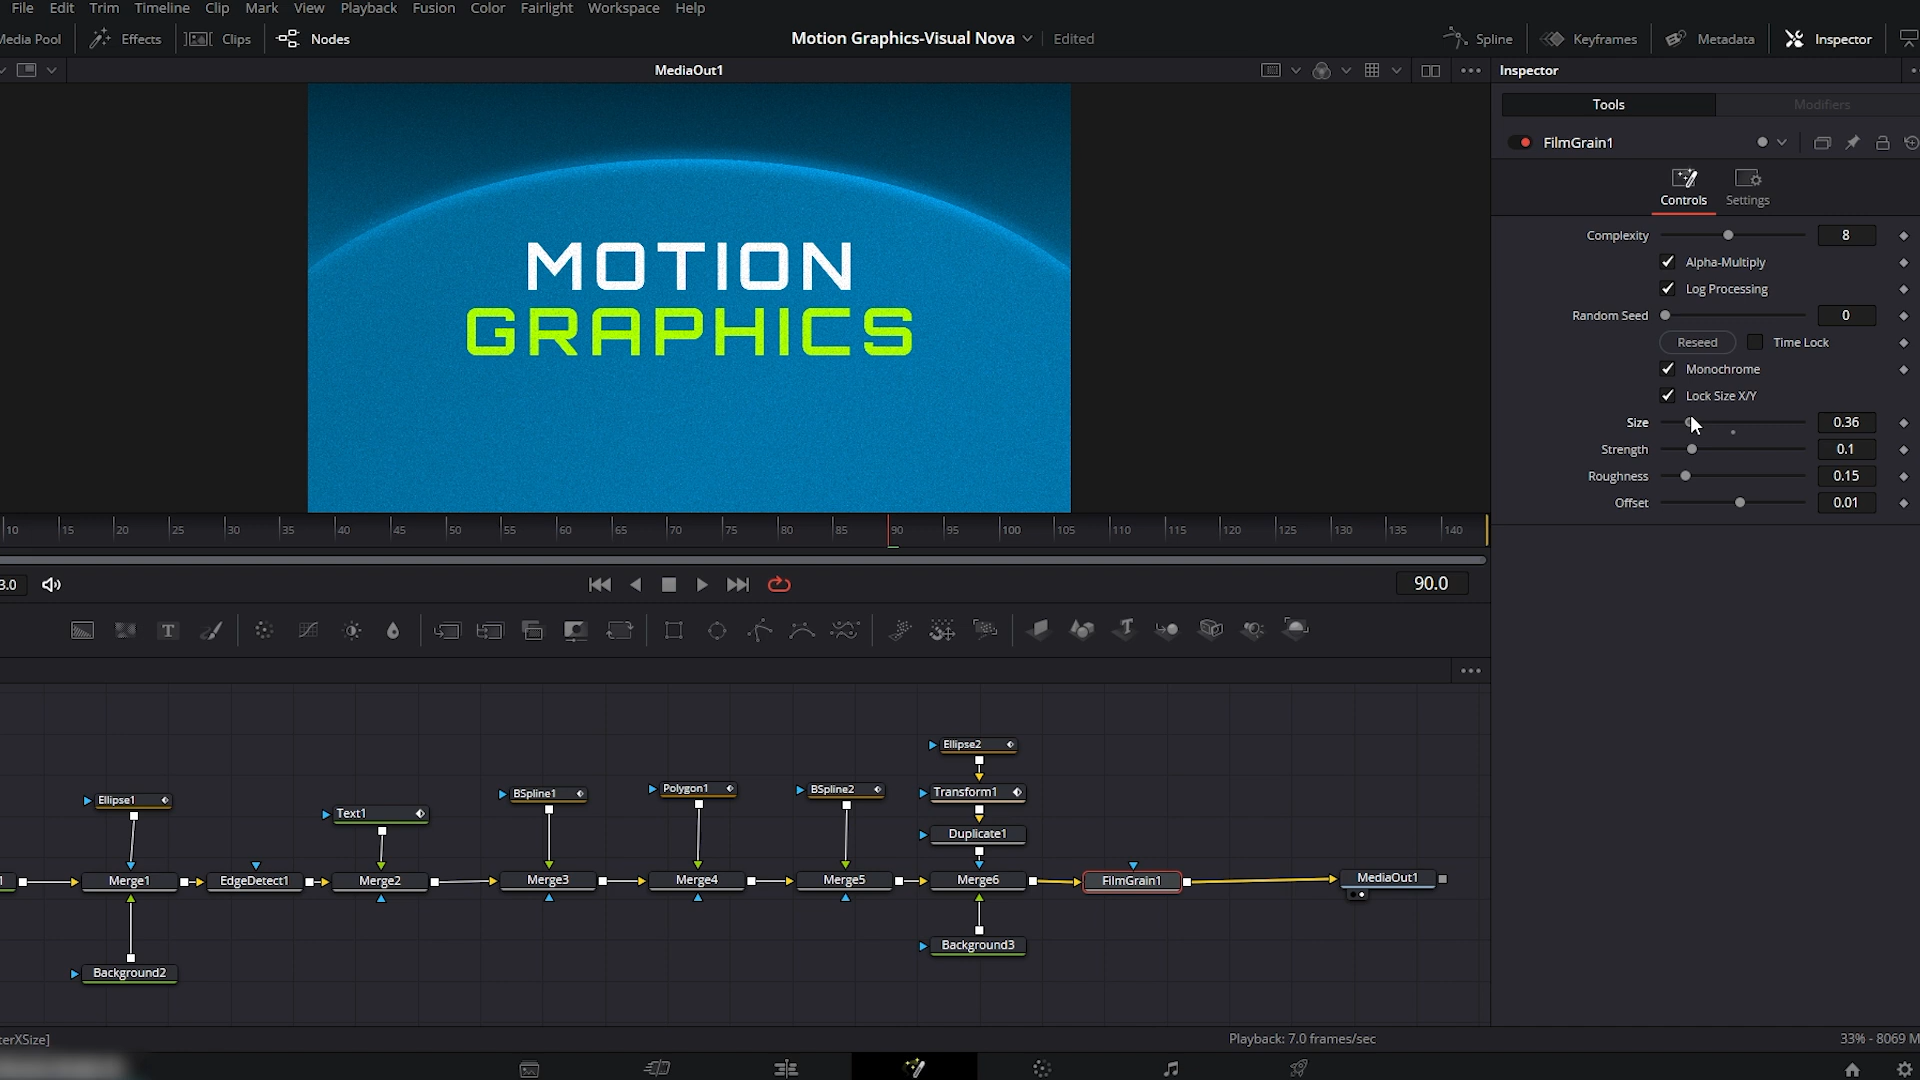 File Edit Trim Timeline Clip Mark View Playback Fusion Color Fairlight Workspace Help
Media Pool Effects Clips Nodes Motion Graphics-Visual Nova Edited Spline Keyframes Metadata Inspector
MediaOut1 Inspector
Tools Modifiers
FilmGrain1
Controls Settings
Complexity 8
Alpha-Multiply
Log Processing
Random Seed 0
Reseed Time Lock
Monochrome
Lock Size X/Y
Size 0.36
Strength 0.1
Roughness 0.15
Offset 0.01
MOTION
GRAPHICS
10 15 20 25 30 35 40 45 50 55 60 65 70 75 80 85 90 95 100 105 110 115 120 125 130 135 140
3.0 90.0
Ellipse2
BSpline1 Polygon1 BSpline2 Transform1
Ellipse1
Text1
Duplicate1
1 Merge1 EdgeDetect1 Merge2 Merge3 Merge4 Merge5 Merge6 FilmGrain1 MediaOut1
Background3
Background2
terXSize] Playback: 7.0 frames/sec 33% - 8069 M